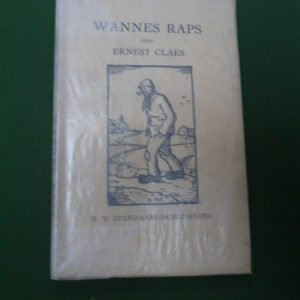 WANNES RAPS
DOOR
ERNEST CLAES
N. V. STANDAARD-BOEKHANDEL